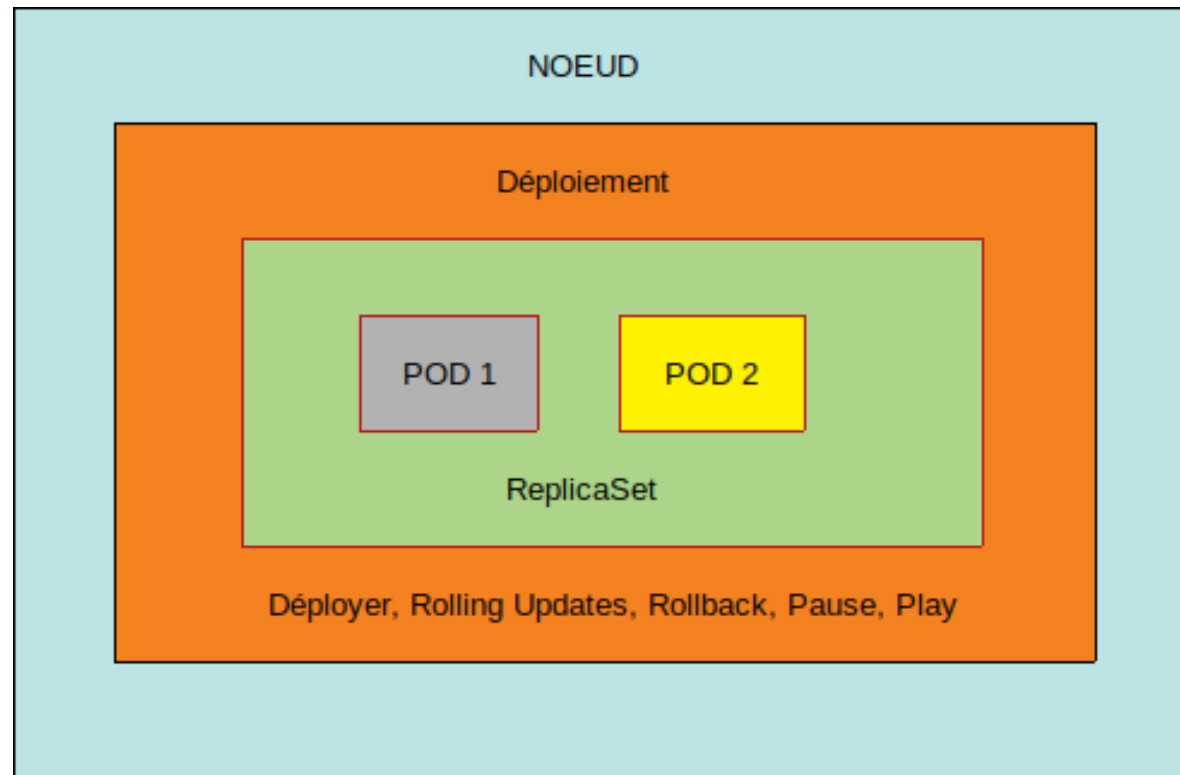 NOEUD
Déploiement
POD 1
POD 2
ReplicaSet
Déployer, Rolling Updates, Rollback, Pause, Play